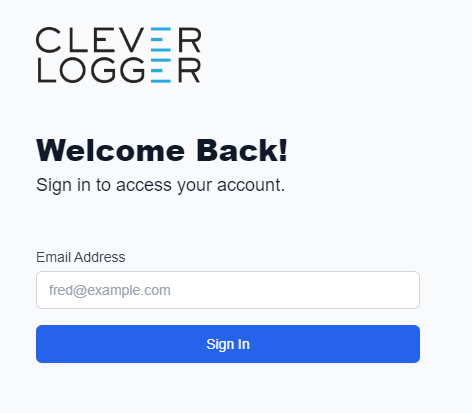 CLEVER
LOGGER
Welcome Back!
Sign in to access your account.
Email Address
fred@example.com
Sign In